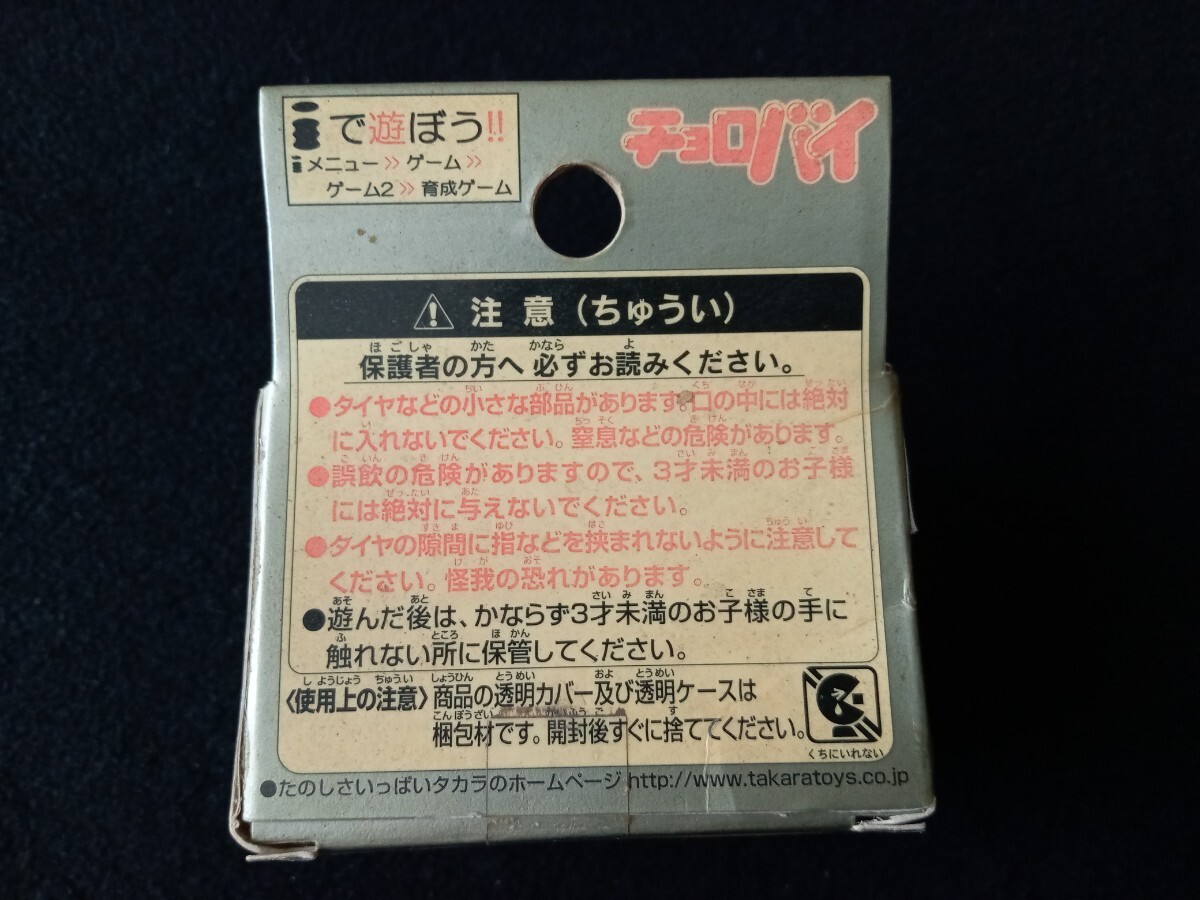 で遊ぼう!!
メニュー≫ゲーム≫
ゲーム2≫育成ゲーム
チョロバイ
注意(ちゅうい)
保護者の方へ 必ずお読みください。
●タイヤなどの小さな部品があります。口の中には絶対
に入れないでください。窒息などの危険があります。
●誤飲の危険がありますので、3才未満のお子様
には絶対に与えないでください。
●タイヤの隙間に指などを挟まれないように注意して
ください。怪我の恐れがあります。
●遊んだ後は、かならず3才未満のお子様の手に
触れない所に保管してください。
〈使用上の注意〉商品の透明カバー及び透明ケースは
梱包材です。開封後すぐに捨ててください。
くちにいれない
●たのしさいっぱいタカラのホームページ http://www.takaratoys.co.jp